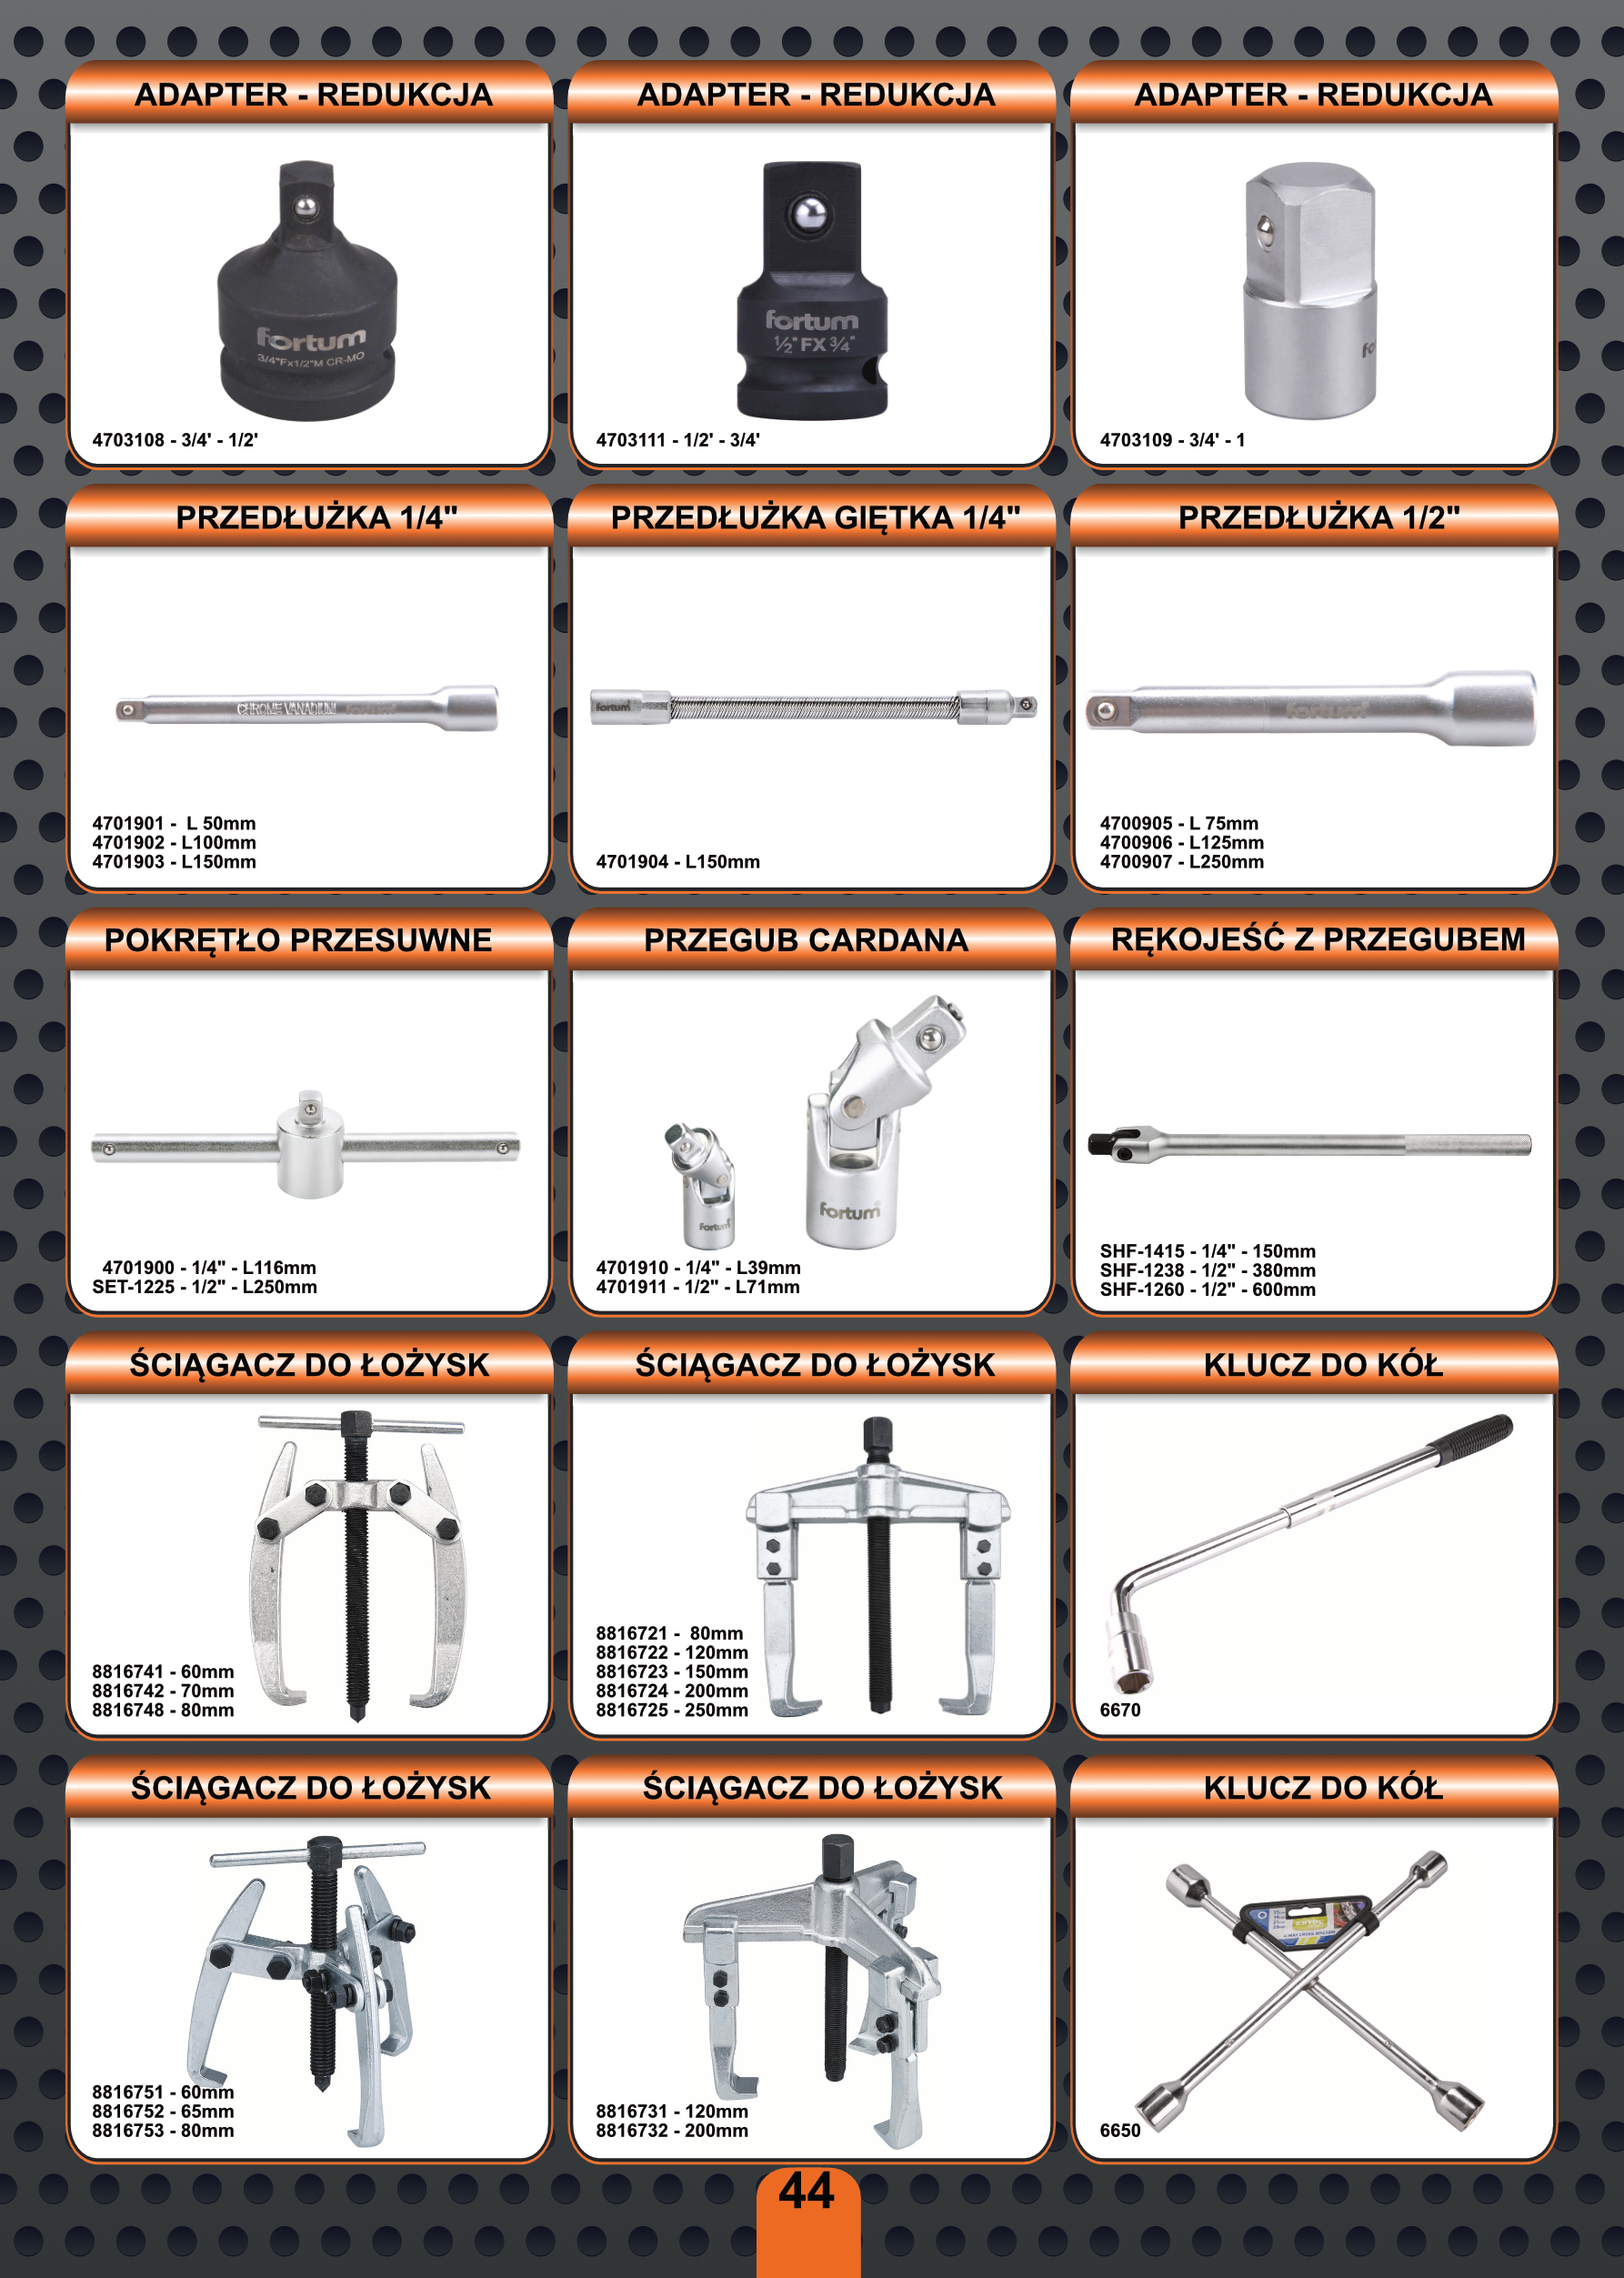 ADAPTER - REDUKCJA
fortum
3/4"Fx1/2"M CR-MO
4703108 - 3/4' - 1/2'
ADAPTER - REDUKCJA
fortum
1/2" FX 3/4"
4703111 - 1/2' - 3/4'
ADAPTER - REDUKCJA
fo
4703109 - 3/4' - 1
PRZEDŁUŻKA 1/4"
CHROME VANADIUM fortum
4701901 -  L 50mm
4701902 - L100mm
4701903 - L150mm
PRZEDŁUŻKA GIĘTKA 1/4"
fortum
4701904 - L150mm
PRZEDŁUŻKA 1/2"
fortum
4700905 - L 75mm
4700906 - L125mm
4700907 - L250mm
POKRĘTŁO PRZESUWNE
4701900 - 1/4" - L116mm
SET-1225 - 1/2" - L250mm
PRZEGUB CARDANA
fortum
fortum
4701910 - 1/4" - L39mm
4701911 - 1/2" - L71mm
RĘKOJEŚĆ Z PRZEGUBEM
SHF-1415 - 1/4" - 150mm
SHF-1238 - 1/2" - 380mm
SHF-1260 - 1/2" - 600mm
ŚCIĄGACZ DO ŁOŻYSK
8816741 - 60mm
8816742 - 70mm
8816748 - 80mm
ŚCIĄGACZ DO ŁOŻYSK
8816721 -  80mm
8816722 - 120mm
8816723 - 150mm
8816724 - 200mm
8816725 - 250mm
KLUCZ DO KÓŁ
6670
ŚCIĄGACZ DO ŁOŻYSK
8816751 - 60mm
8816752 - 65mm
8816753 - 80mm
ŚCIĄGACZ DO ŁOŻYSK
8816731 - 120mm
8816732 - 200mm
KLUCZ DO KÓŁ
6650
44